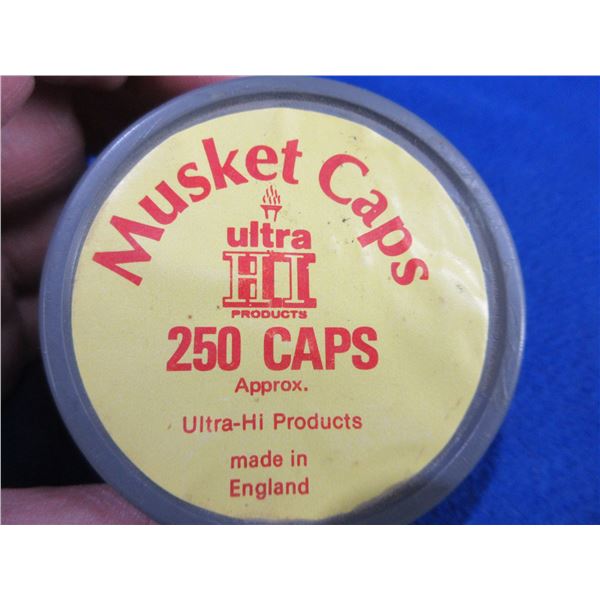 Musket Caps
ultra
HI
PRODUCTS
250 CAPS
Approx.
Ultra-Hi Products
made in
England